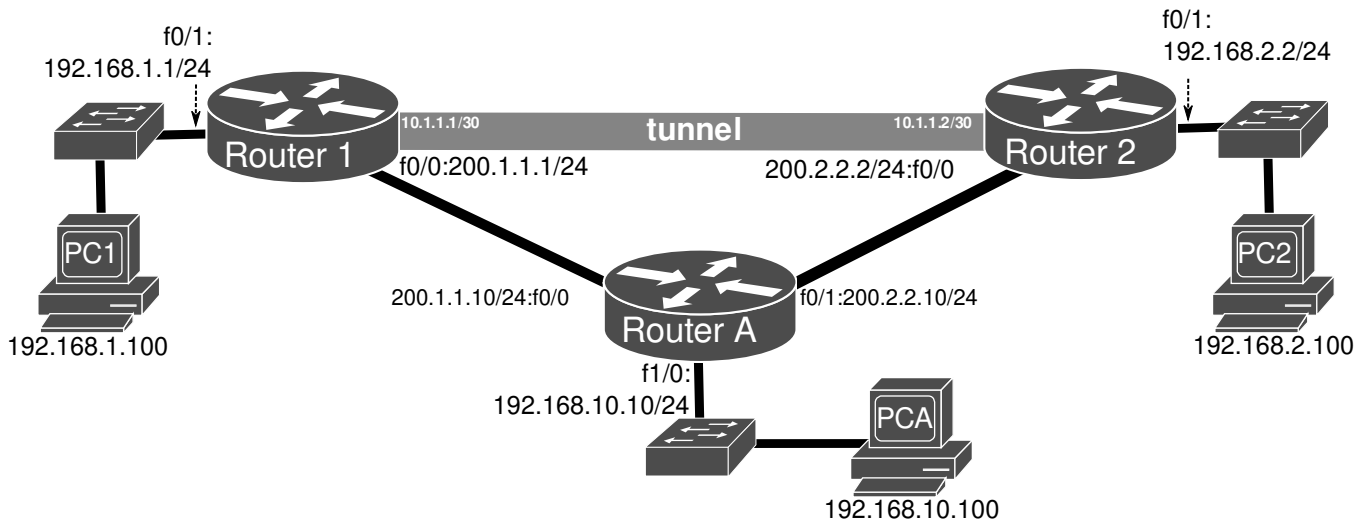 f0/1:
192.168.1.1/24
f0/1:
192.168.2.2/24
10.1.1.1/30
tunnel
10.1.1.2/30
Router 1
Router 2
f0/0:200.1.1.1/24
200.2.2.2/24:f0/0
PC1
PC2
200.1.1.10/24:f0/0
f0/1:200.2.2.10/24
Router A
192.168.1.100
192.168.2.100
f1/0:
192.168.10.10/24
PCA
192.168.10.100